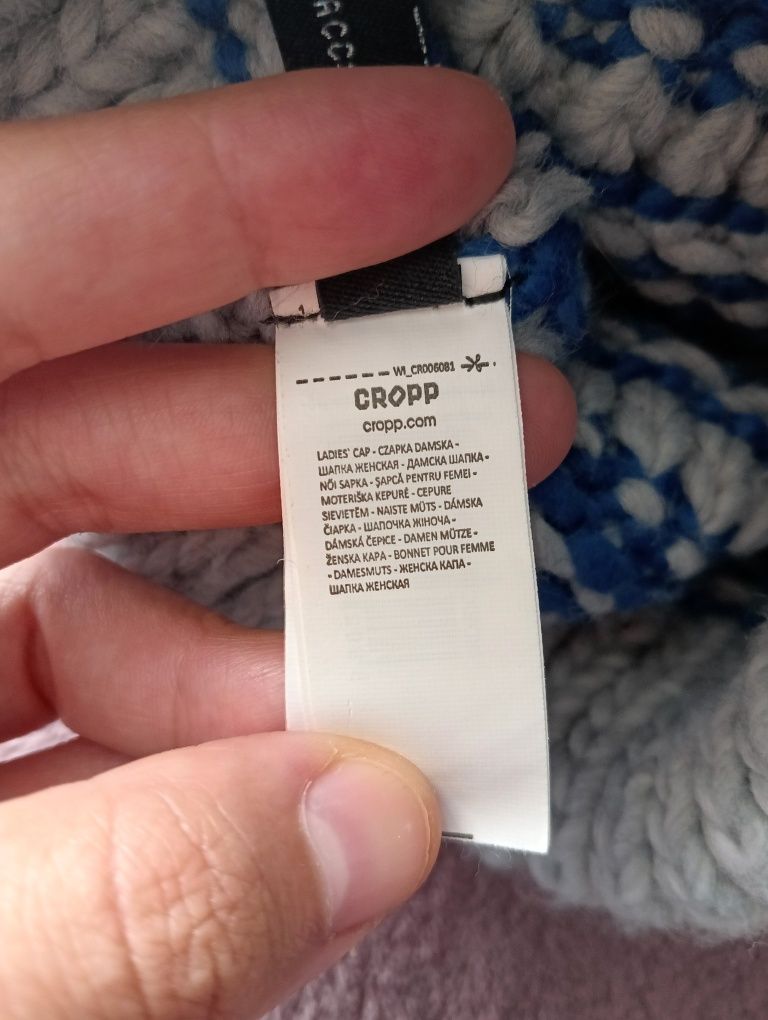 ACC
WI_CR006081
CROPP
cropp.com
LADIES' CAP - CZAPKA DAMSKA -
ШАПКА ЖЕНСКАЯ - ДАМСКА ШАПКА -
NŐI SAPKA - ŞAPCĂ PENTRU FEMEI -
MOTERIŠKA KEPURĖ - CEPURE
SIEVIETĒM - NAISTE MÜTS - DÁMSKA
ČIAPKA - ШАПОЧКА ЖІНОЧА -
DÁMSKÁ ČEPICE - DAMEN MÜTZE -
ŽENSKA KAPA - BONNET POUR FEMME
- DAMESMUTS - ЖЕНСКА КАПА -
ШАПКА ЖЕНСКАЯ